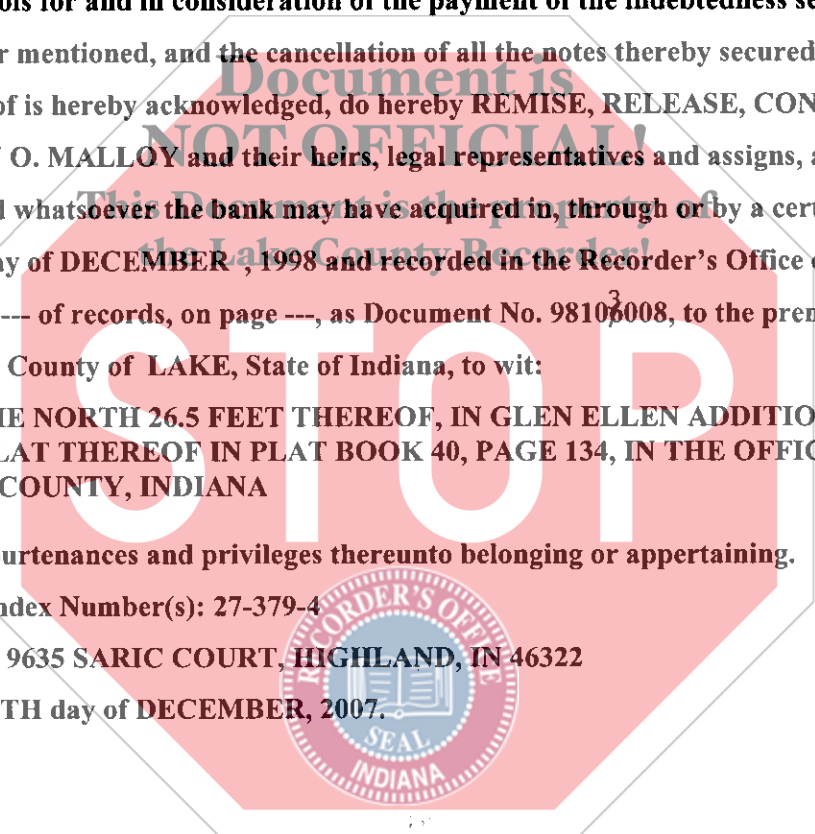 ois for and in consideration of the payment of the indebtedness se
r mentioned, and the cancellation of all the notes thereby secured
Document is
of is hereby acknowledged, do hereby REMISE, RELEASE, CON
NOT OFFICIAL!
O. MALLOY and their heirs, legal representatives and assigns, a
This Document is the property of
l whatsoever the bank may have acquired in, through or by a cert
the Lake County Recorder!
ay of DECEMBER , 1998 and recorded in the Recorder's Office o
3
--- of records, on page ---, as Document No. 98106008, to the prem
County of LAKE, State of Indiana, to wit:
HE NORTH 26.5 FEET THEREOF, IN GLEN ELLEN ADDITIO
LAT THEREOF IN PLAT BOOK 40, PAGE 134, IN THE OFFIC
COUNTY, INDIANA
STOP
urtenances and privileges thereunto belonging or appertaining.
ndex Number(s): 27-379-4
9635 SARIC COURT, HIGHLAND, IN 46322
TH day of DECEMBER, 2007.
RECORDER'S OFFICE
SEAL
INDIANA